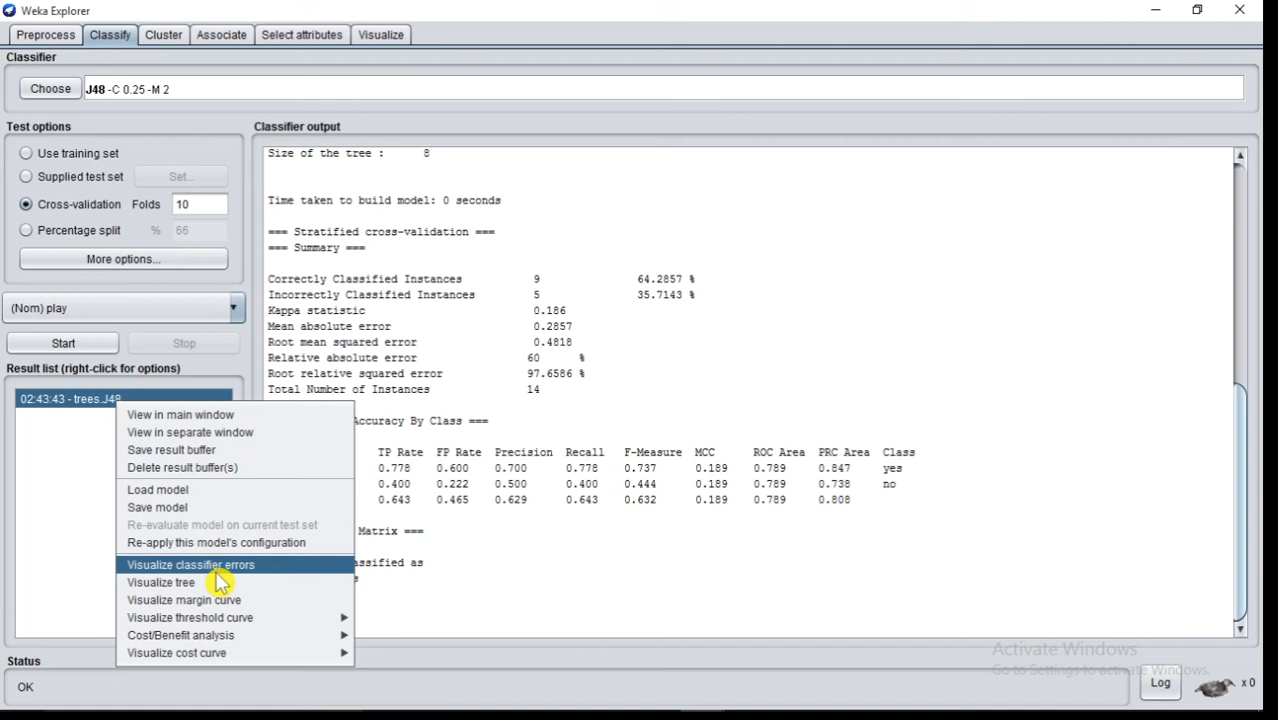 Weka Explorer
Preprocess Classify Cluster Associate Select attributes Visualize
Classifier
Choose J48 -C 0.25 -M 2
Test options
Use training set
Supplied test set Set...
Cross-validation Folds 10
Percentage split % 66
More options...
(Nom) play
Start Stop
Result list (right-click for options)
02:43:43 - trees.J48
View in main window
View in separate window
Save result buffer
Delete result buffer(s)
Load model
Save model
Re-evaluate model on current test set
Re-apply this model's configuration
Visualize classifier errors
Visualize tree
Visualize margin curve
Visualize threshold curve
Cost/Benefit analysis
Visualize cost curve
Classifier output
Size of the tree : 8
Time taken to build model: 0 seconds
=== Stratified cross-validation ===
=== Summary ===
Correctly Classified Instances 9 64.2857 %
Incorrectly Classified Instances 5 35.7143 %
Kappa statistic 0.186
Mean absolute error 0.2857
Root mean squared error 0.4818
Relative absolute error 60 %
Root relative squared error 97.6586 %
Total Number of Instances 14
Accuracy By Class ===
TP Rate FP Rate Precision Recall F-Measure MCC ROC Area PRC Area Class
0.778 0.600 0.700 0.778 0.737 0.189 0.789 0.847 yes
0.400 0.222 0.500 0.400 0.444 0.189 0.789 0.738 no
0.643 0.465 0.629 0.643 0.632 0.189 0.789 0.808
Matrix ===
assified as
s
Activate Windows
Go to Settings to activate Windows.
Status
OK
Log x 0